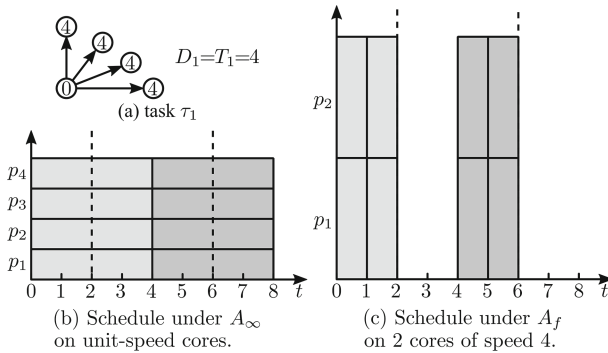 4
4
4
0
4
D₁=T₁=4
(a) task τ₁
p₄
p₃
p₂
p₁
0 1 2 3 4 5 6 7 8 t
(b) Schedule under A∞
on unit-speed cores.
p₂
p₁
0 1 2 3 4 5 6 7 8 t
(c) Schedule under A_f
on 2 cores of speed 4.